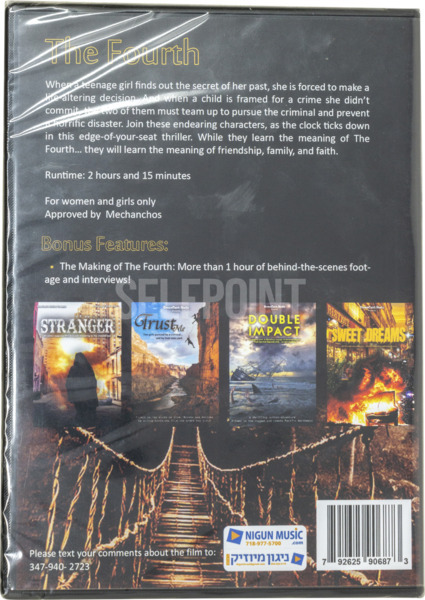 The Fourth
When a teenage girl finds out the secret of her past, she is forced to make a
life-altering decision. And when a child is framed for a crime she didn't
commit, the two of them must team up to pursue the criminal and prevent
a horrific disaster. Join these endearing characters, as the clock ticks down
in this edge-of-your-seat thriller. While they learn the meaning of The
Fourth... they will learn the meaning of friendship, family, and faith.
Runtime: 2 hours and 15 minutes
For women and girls only
Approved by Mechanchos
Bonus Features:
• The Making of The Fourth: More than 1 hour of behind-the-scenes foot-
age and interviews!
SELEPOINT
STRANGER
Trust Me
DOUBLE
IMPACT
SWEET DREAMS
NIGUN MUSIC
718-977-5700
ניגון מיוזיק
Please text your comments about the film to:
347-940- 2723
7 92625 90687 3